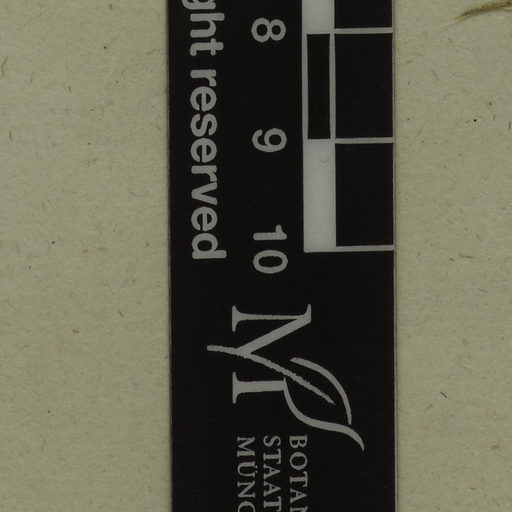 ght reserved
8
9
10
M
BOTAN
STAAT
MÜNC